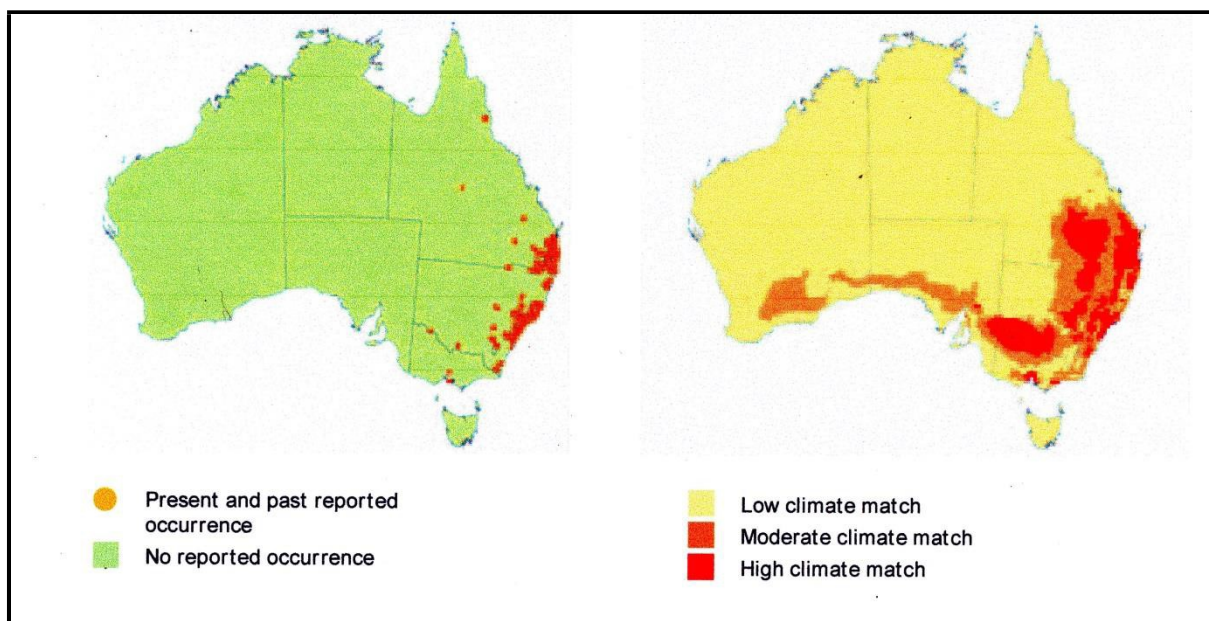 Present and past reported
occurrence
No reported occurrence
Low climate match
Moderate climate match
High climate match